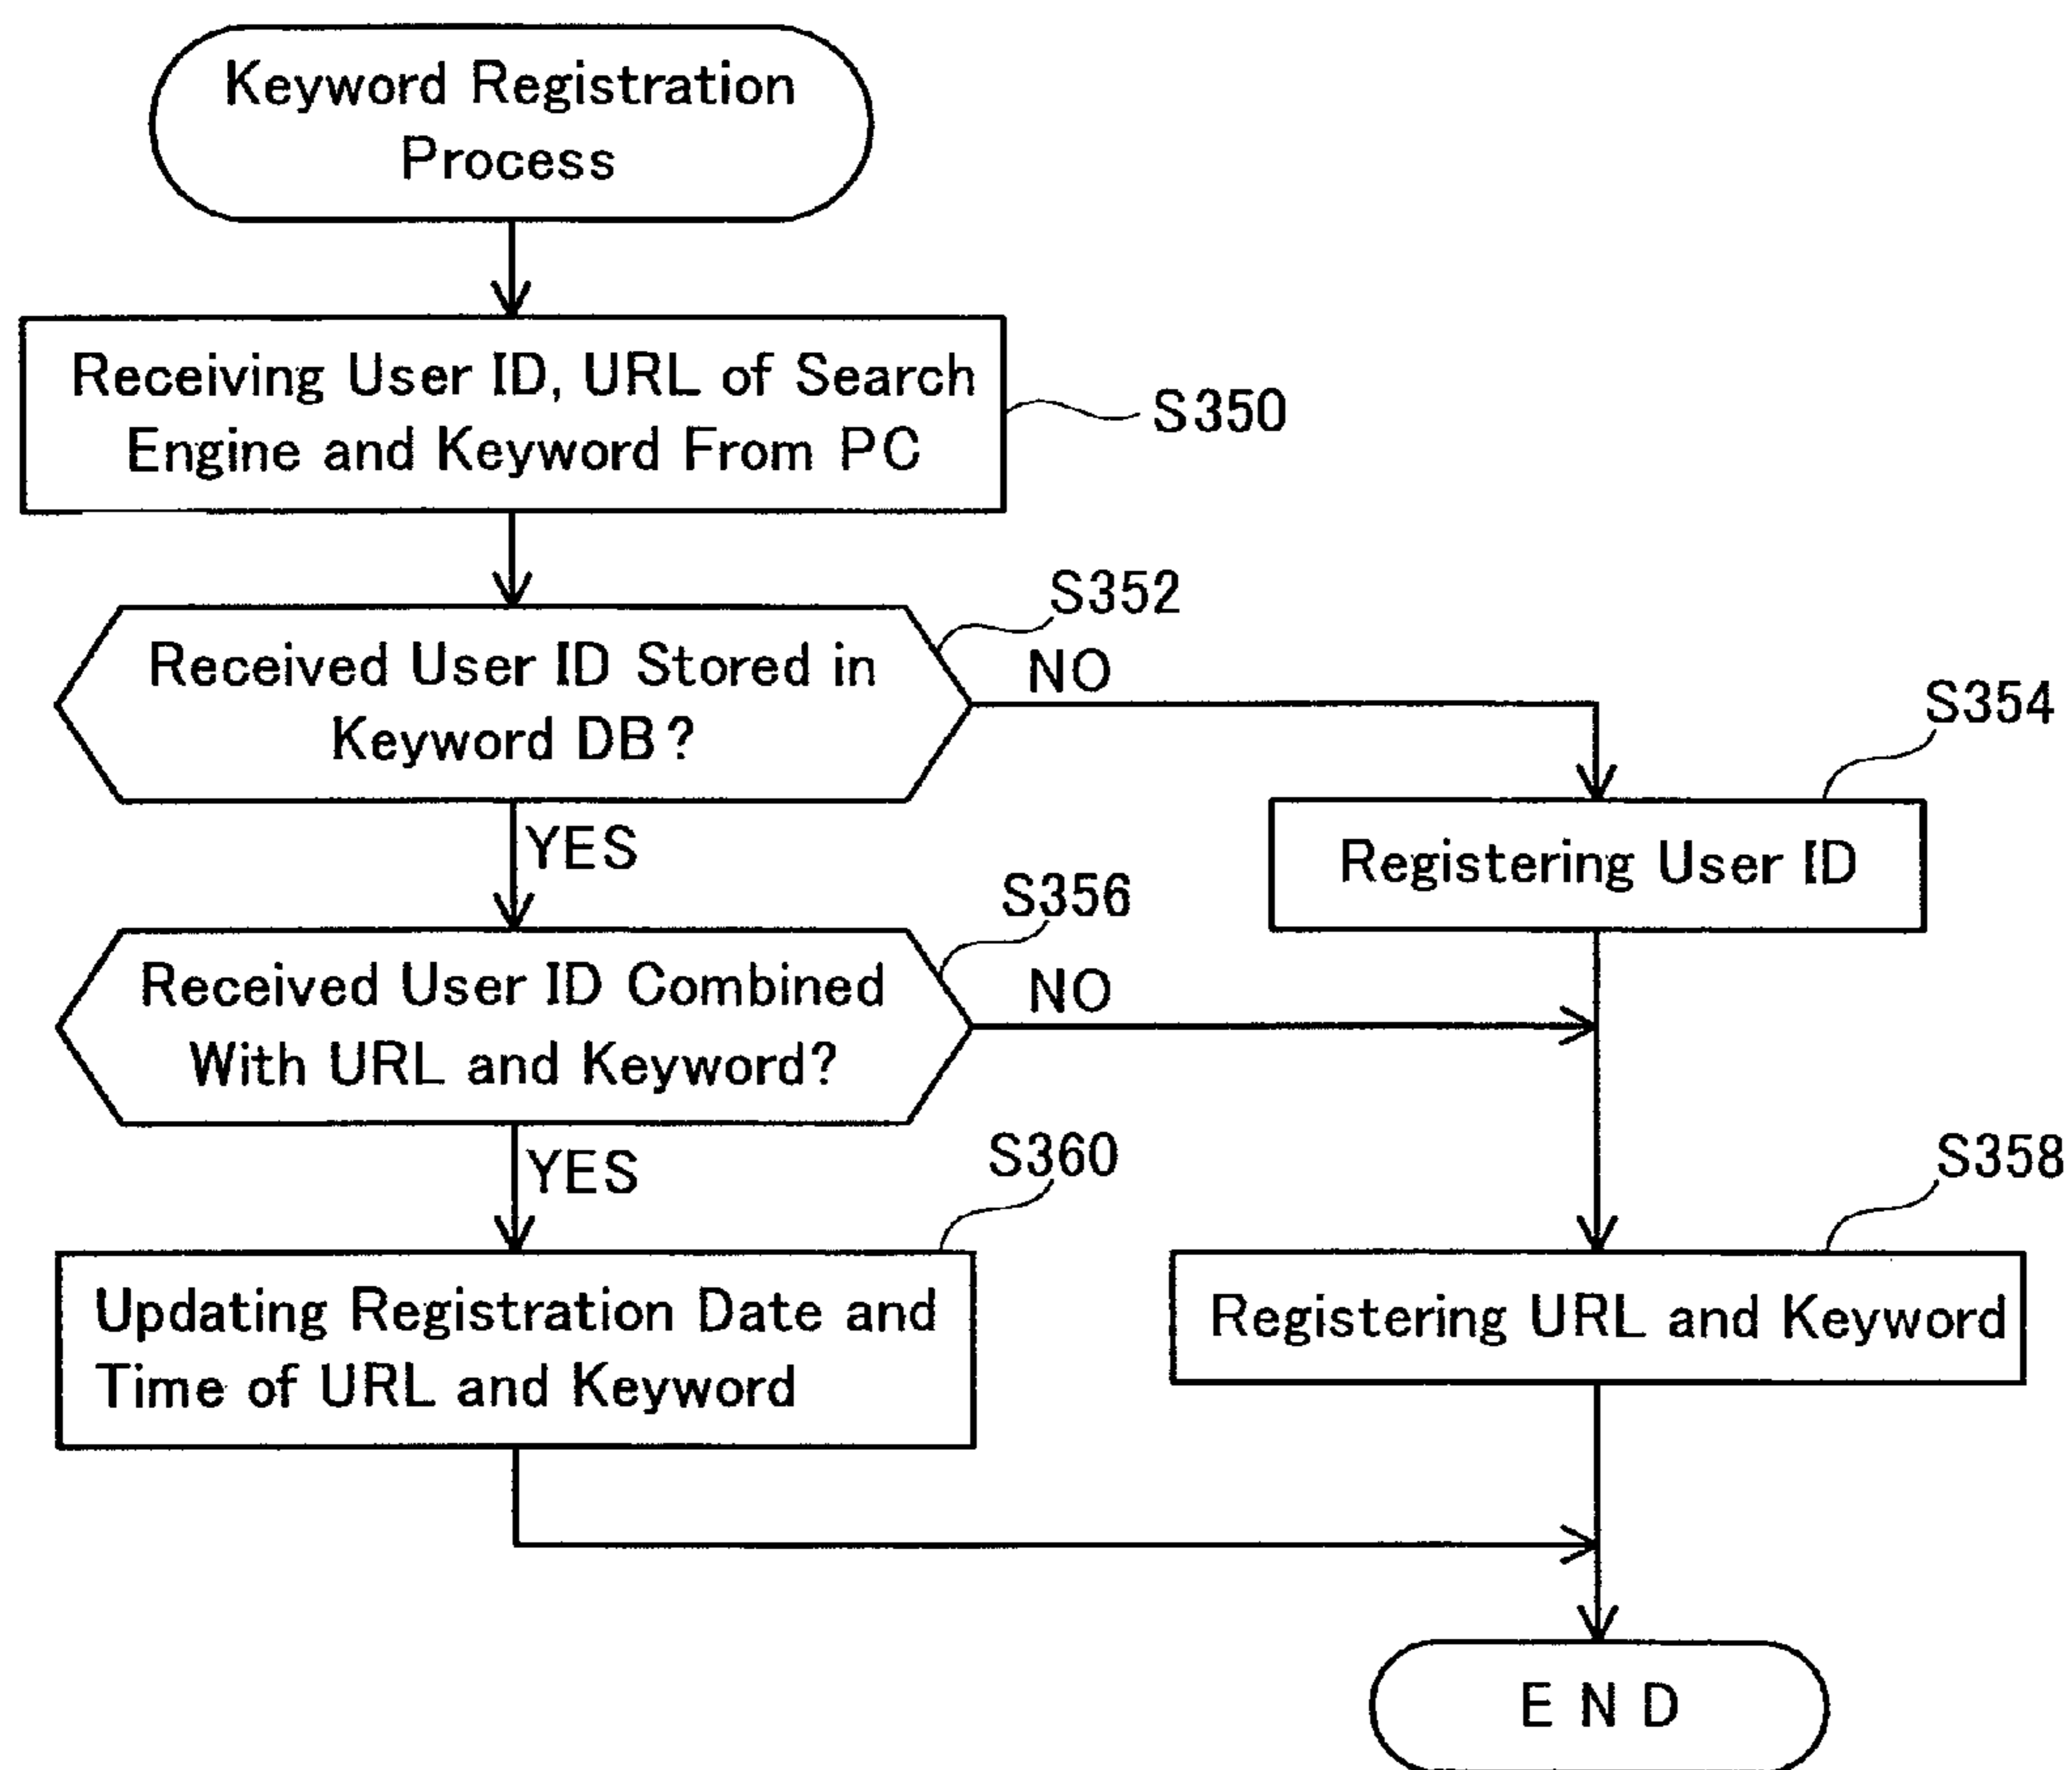 Keyword Registration
Process
Receiving User ID, URL of Search
Engine and Keyword From PC
S350
Received User ID Stored in
Keyword DB?
S352
NO
YES
S354
Registering User ID
Received User ID Combined
With URL and Keyword?
S356
NO
YES
S360
Updating Registration Date and
Time of URL and Keyword
S358
Registering URL and Keyword
END